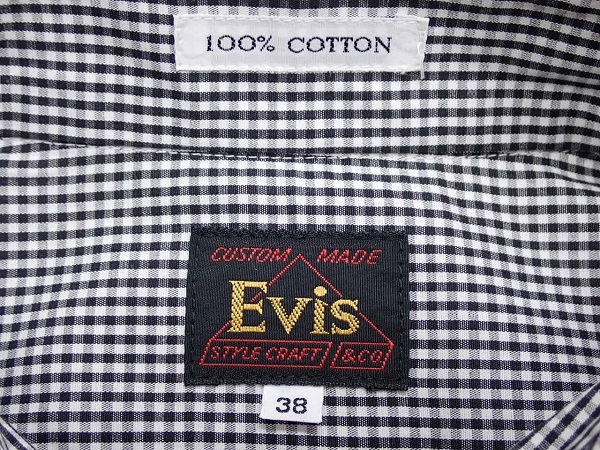 100% COTTON
CUSTOM MADE
Evis
STYLE CRAFT & CO
38